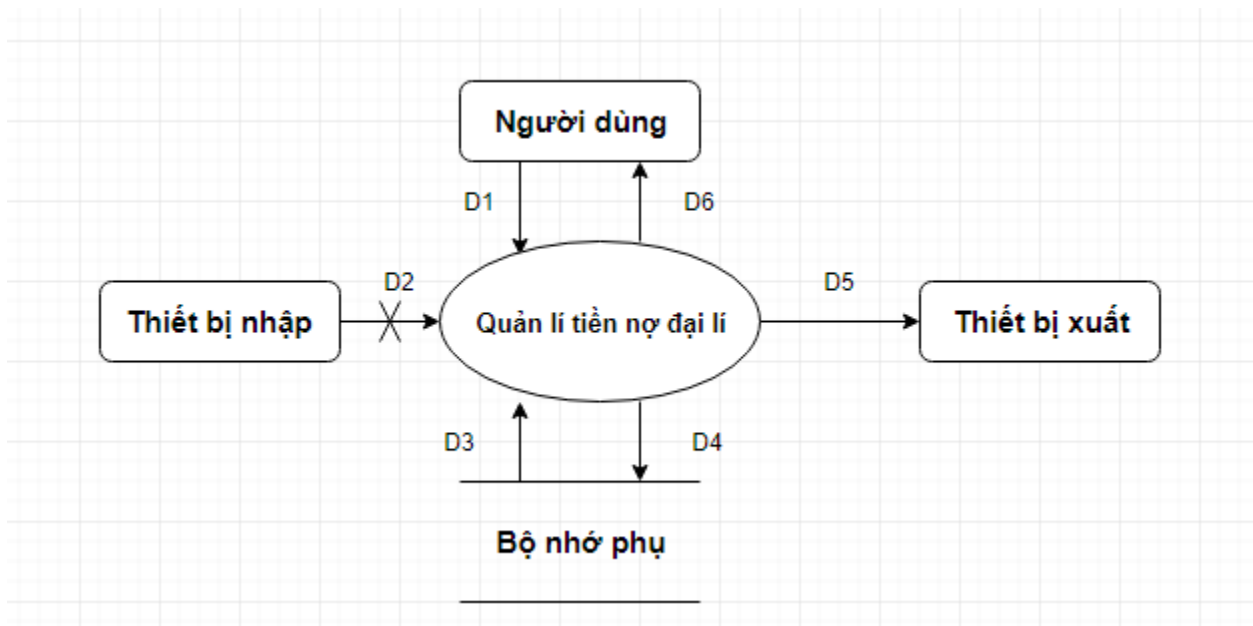 Người dùng
D1
D6
D2
D5
Thiết bị nhập
Quản lí tiền nợ đại lí
Thiết bị xuất
D3
D4
Bộ nhớ phụ